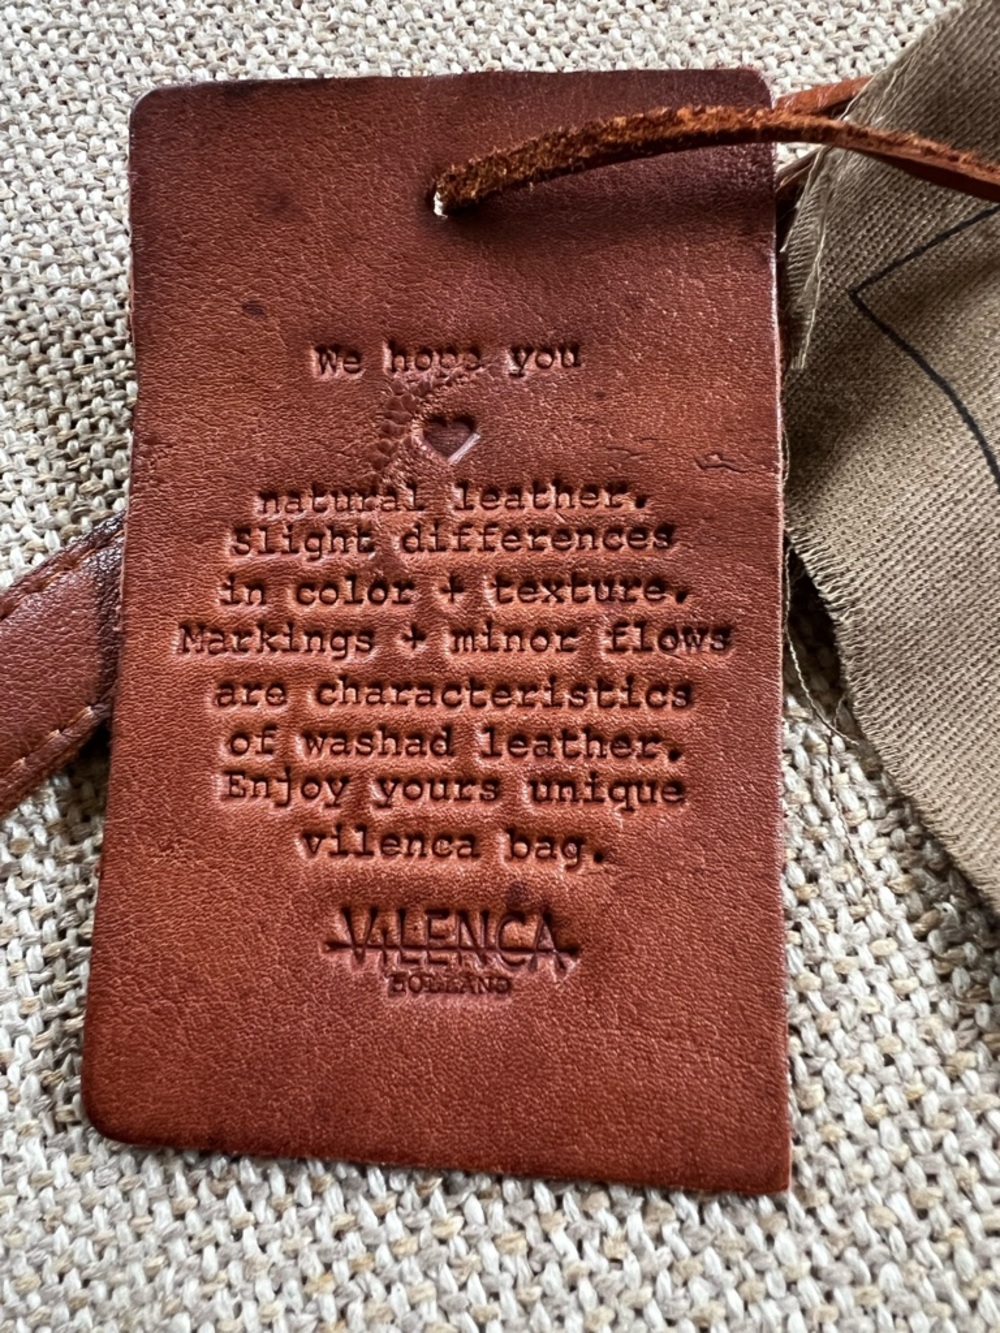 We hope you
♥
natural leather.
Slight differences
in color + texture.
Markings + minor flows
are characteristics
of washad leather.
Enjoy yours unique
vilenca bag.
ViLENCA
HOLLAND